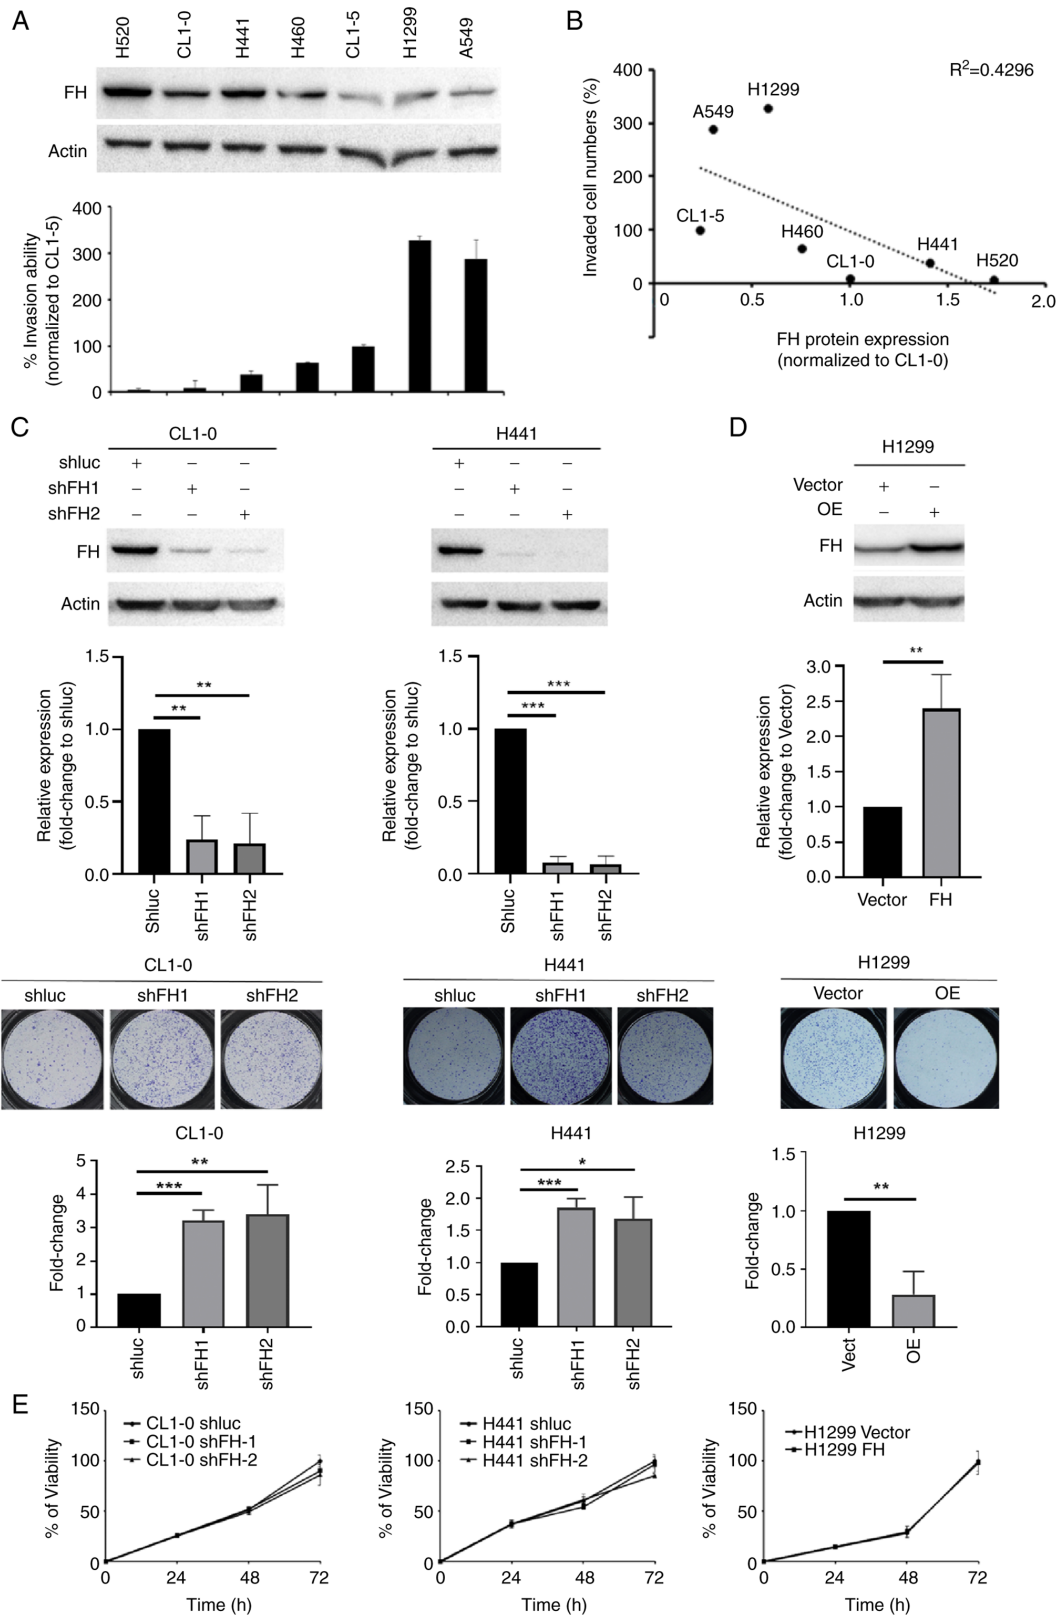 A
H520
CL1-0
H441
H460
CL1-5
H1299
A549
FH
Actin
% Invasion ability
(normalized to CL1-5)
400
300
200
100
0
B
R2=0.4296
Invaded cell numbers (%)
400
300
200
100
0
A549
H1299
CL1-5
H460
CL1-0
H441
H520
0 0.5 1.0 1.5 2.0
FH protein expression
(normalized to CL1-0)
C
CL1-0
shluc + − −
shFH1 − + −
shFH2 − − +
FH
Actin
H441
+ − −
− + −
− − +
D
H1299
Vector + −
OE − +
FH
Actin
Relative expression
(fold-change to shluc)
1.5
1.0
0.5
0.0
**
**
Shluc
shFH1
shFH2
Relative expression
(fold-change to shluc)
1.5
1.0
0.5
0.0
***
***
Shluc
shFH1
shFH2
Relative expression
(fold-change to Vector)
3.0
2.5
2.0
1.5
1.0
0.5
0.0
**
Vector FH
CL1-0
shluc shFH1 shFH2
H441
shluc shFH1 shFH2
H1299
Vector OE
CL1-0
Fold-change
5
4
3
2
1
0
**
***
shluc
shFH1
shFH2
H441
Fold-change
2.5
2.0
1.5
1.0
0.5
0.0
*
***
shluc
shFH1
shFH2
H1299
Fold-change
1.5
1.0
0.5
0.0
**
Vect
OE
E
% of Viability
150
100
50
0
CL1-0 shluc
CL1-0 shFH-1
CL1-0 shFH-2
0 24 48 72
Time (h)
% of Viability
150
100
50
0
H441 shluc
H441 shFH-1
H441 shFH-2
0 24 48 72
Time (h)
% of Viability
150
100
50
0
H1299 Vector
H1299 FH
0 24 48 72
Time (h)